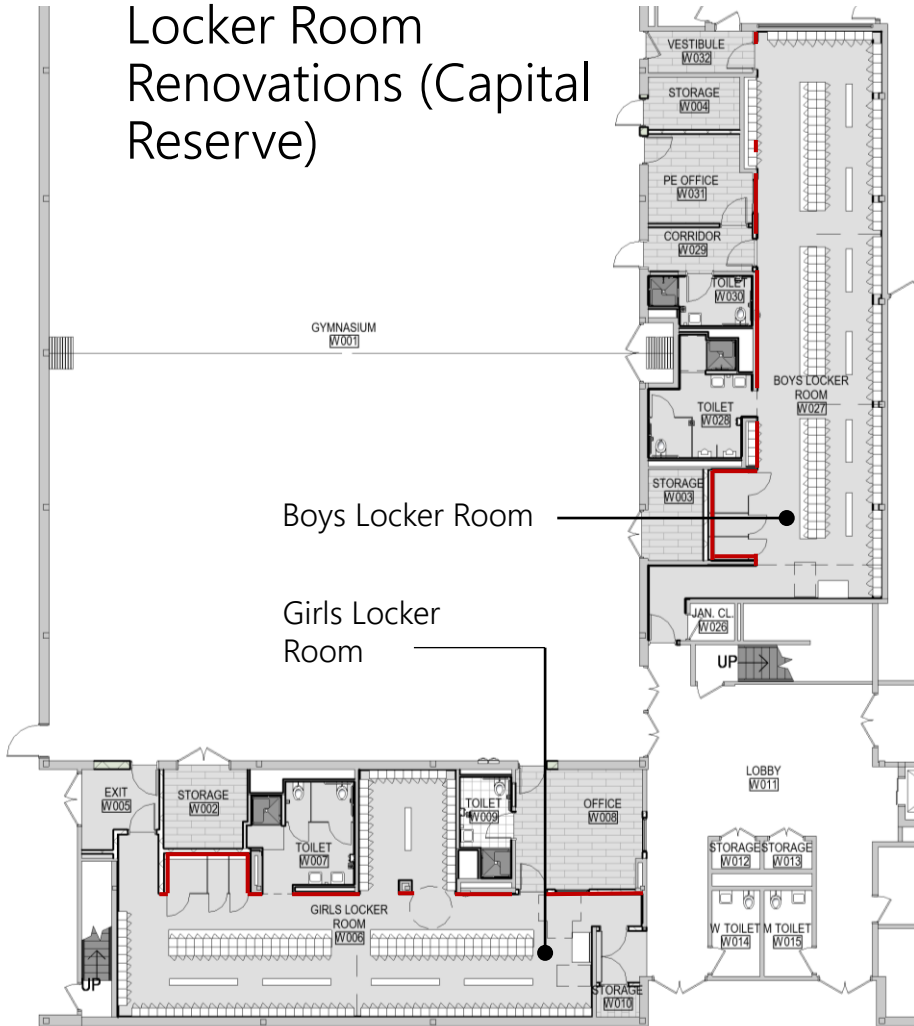 Locker Room
Renovations (Capital
Reserve)
VESTIBULE
W032
STORAGE
W004
PE OFFICE
W031
CORRIDOR
W029
TOILET
W030
GYMNASIUM
W001
BOYS LOCKER
ROOM
W027
TOILET
W028
STORAGE
W003
Boys Locker Room
Girls Locker
Room
JAN. CL.
W026
UP
LOBBY
W011
EXIT
W005
STORAGE
W002
TOILET
W009
OFFICE
W008
TOILET
W007
STORAGE
W012
STORAGE
W013
GIRLS LOCKER
ROOM
W006
W TOILET
W014
M TOILET
W015
UP
STORAGE
W010